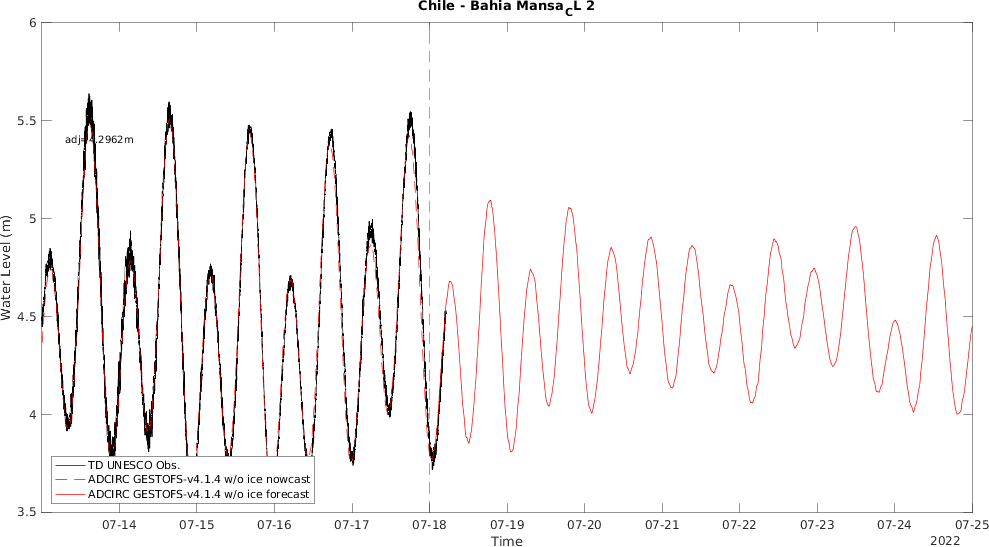 Chile - Bahia Mansa_CL 2
6
5.5
adj=4.2962m
5
4.5
4
3.5
Water Level (m)
TD UNESCO Obs.
ADCIRC GESTOFS-v4.1.4 w/o ice nowcast
ADCIRC GESTOFS-v4.1.4 w/o ice forecast
07-14 07-15 07-16 07-17 07-18 07-19 07-20 07-21 07-22 07-23 07-24 07-25
Time
2022